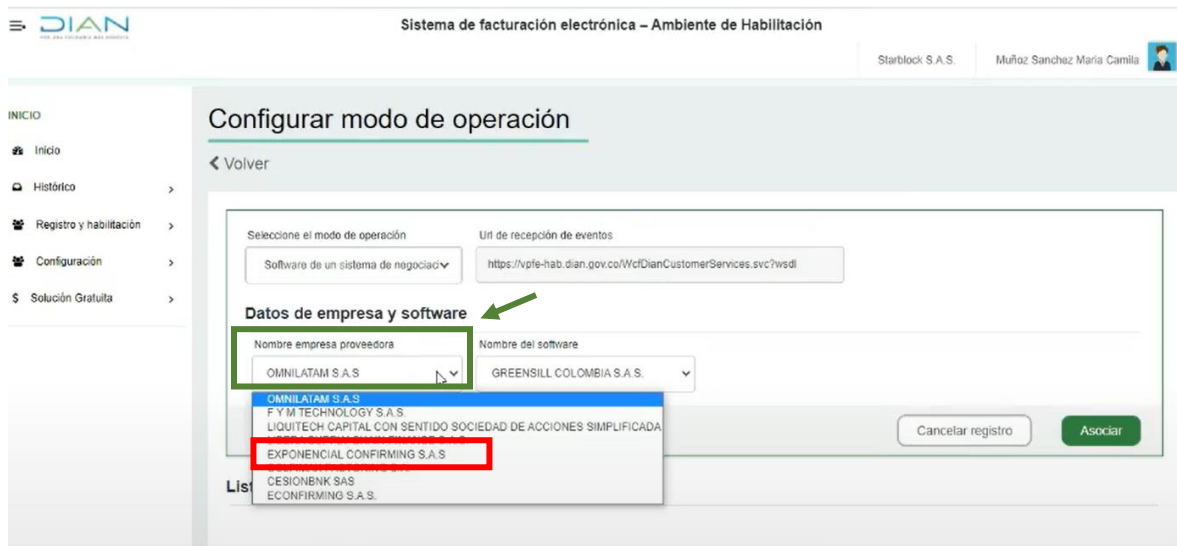 DIAN
Sistema de facturación electrónica – Ambiente de Habilitación
Starblock S.A.S.
Muñoz Sanchez Maria Camila
INICIO
Inicio
Histórico
Registro y habilitación
Configuración
$ Solución Gratuita
Configurar modo de operación
Volver
Seleccione el modo de operación
Url de recepción de eventos
Software de un sistema de negociaci
https://vpfe-hab.dian.gov.co/WcfDianCustomerServices.svc?wsdl
Datos de empresa y software
Nombre empresa proveedora
Nombre del software
OMNILATAM S.A.S
GREENSILL COLOMBIA S.A.S.
OMNILATAM S.A.S
F Y M TECHNOLOGY S.A.S.
LIQUITECH CAPITAL CON SENTIDO SOCIEDAD DE ACCIONES SIMPLIFICADA
EXPONENCIAL CONFIRMING S.A.S
CESIONBNK SAS
ECONFIRMING S.A.S.
Cancelar registro
Asociar
List